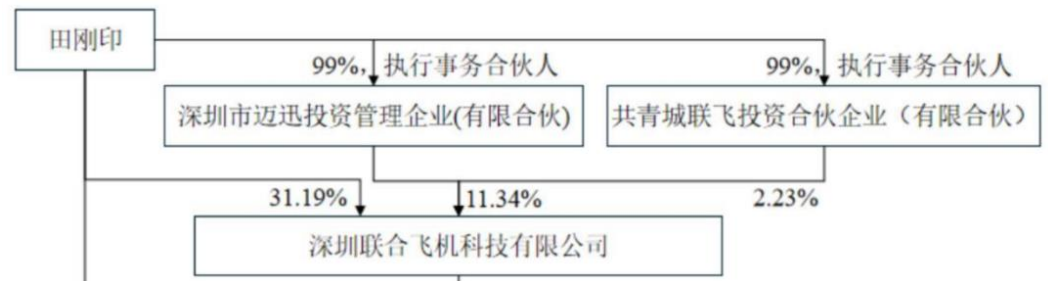 田刚印
99%，执行事务合伙人
99%，执行事务合伙人
深圳市迈迅投资管理企业(有限合伙)
共青城联飞投资合伙企业（有限合伙）
31.19%
11.34%
2.23%
深圳联合飞机科技有限公司